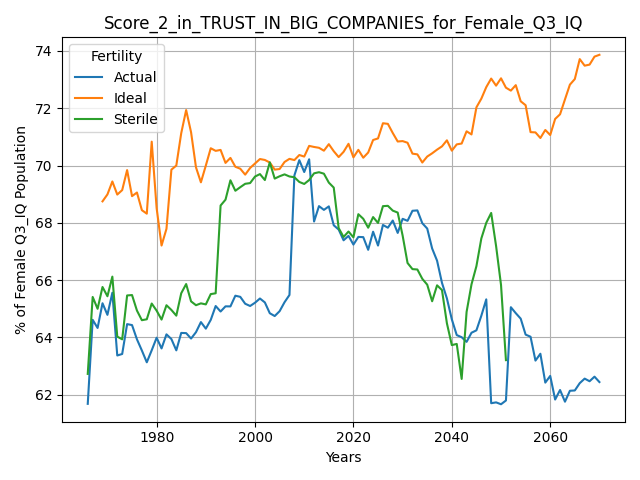 Score_2_in_TRUST_IN_BIG_COMPANIES_for_Female_Q3_IQ
% of Female Q3_IQ Population
74
72
70
68
66
64
62
Fertility
Actual
Ideal
Sterile
1980
2000
2020
2040
2060
Years